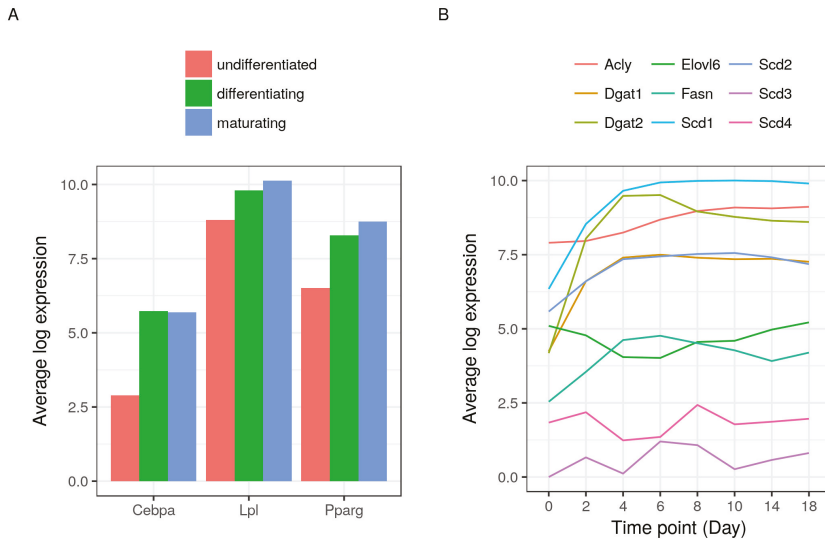 A
undifferentiated
differentiating
maturating
Average log expression
10.0
7.5
5.0
2.5
0.0
Cebpa Lpl Pparg
B
Acly Elovl6 Scd2
Dgat1 Fasn Scd3
Dgat2 Scd1 Scd4
Average log expression
10.0
7.5
5.0
2.5
0.0
0 2 4 6 8 10 14 18
Time point (Day)